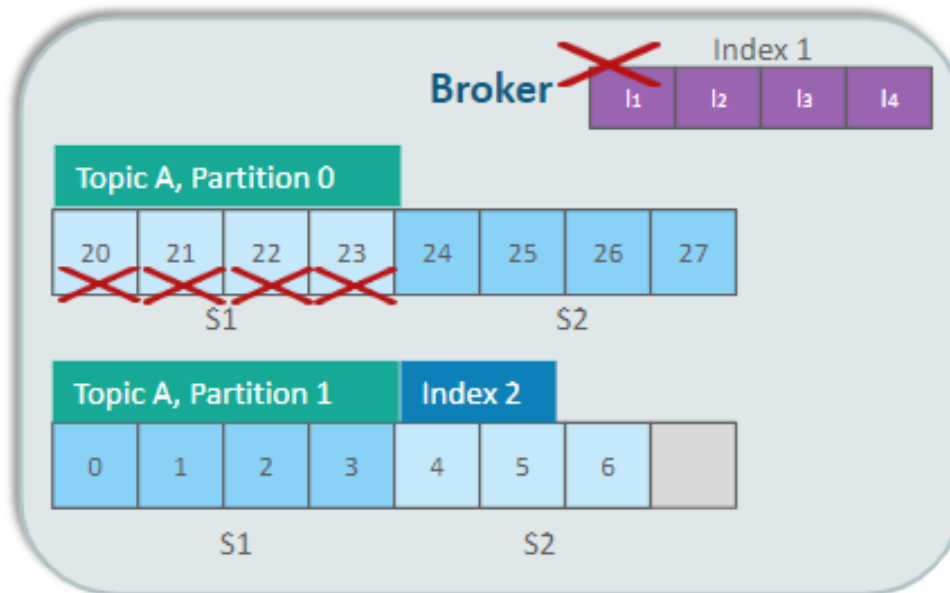 Index 1
Broker
I1 I2 I3 I4
Topic A, Partition 0
20 21 22 23 24 25 26 27
S1 S2
Topic A, Partition 1 Index 2
0 1 2 3 4 5 6
S1 S2